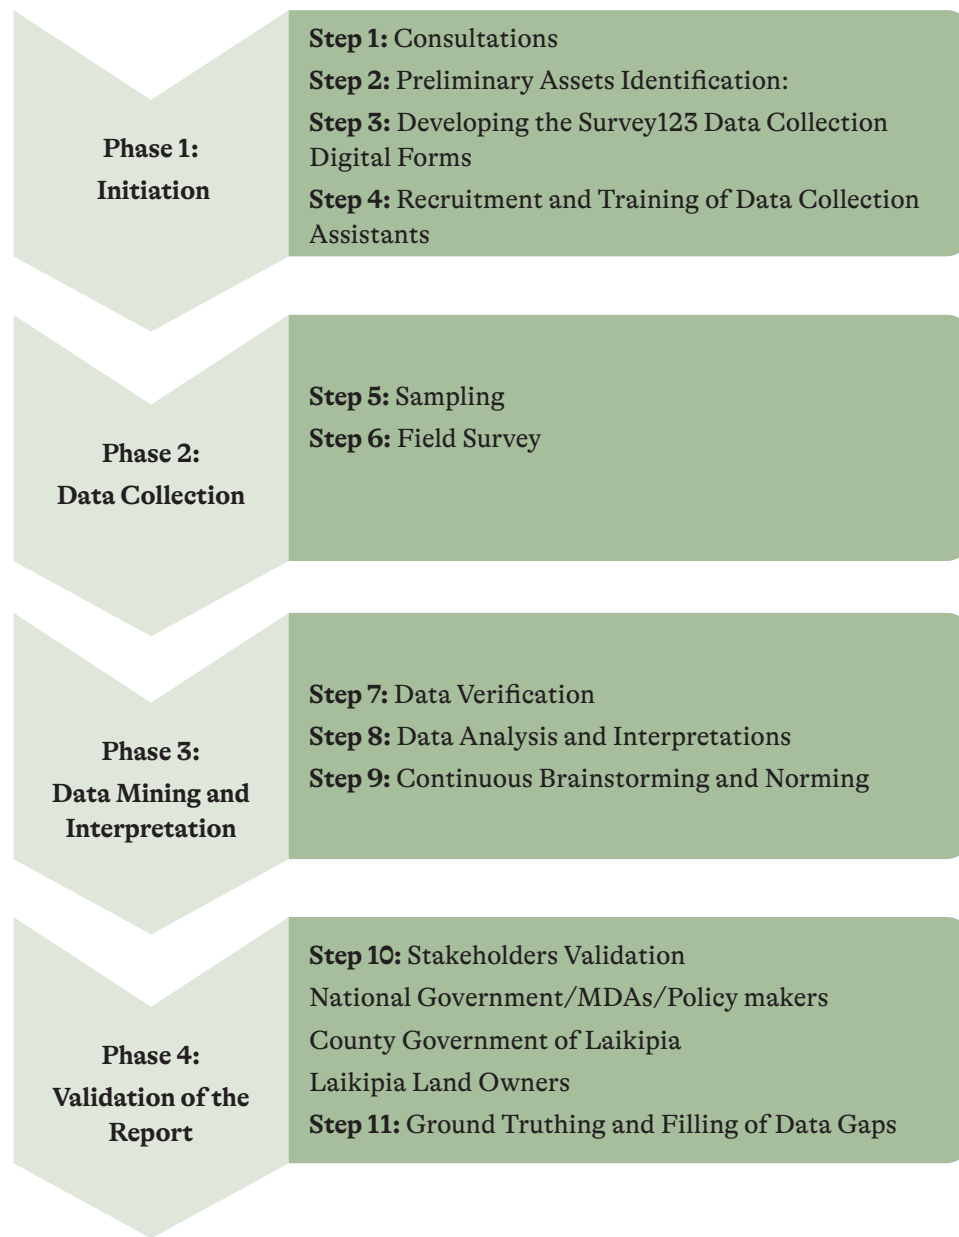 Phase 1:
Initiation
Step 1: Consultations
Step 2: Preliminary Assets Identification:
Step 3: Developing the Survey123 Data Collection
Digital Forms
Step 4: Recruitment and Training of Data Collection
Assistants
Phase 2:
Data Collection
Step 5: Sampling
Step 6: Field Survey
Phase 3:
Data Mining and
Interpretation
Step 7: Data Verification
Step 8: Data Analysis and Interpretations
Step 9: Continuous Brainstorming and Norming
Phase 4:
Validation of the
Report
Step 10: Stakeholders Validation
National Government/MDAs/Policy makers
County Government of Laikipia
Laikipia Land Owners
Step 11: Ground Truthing and Filling of Data Gaps